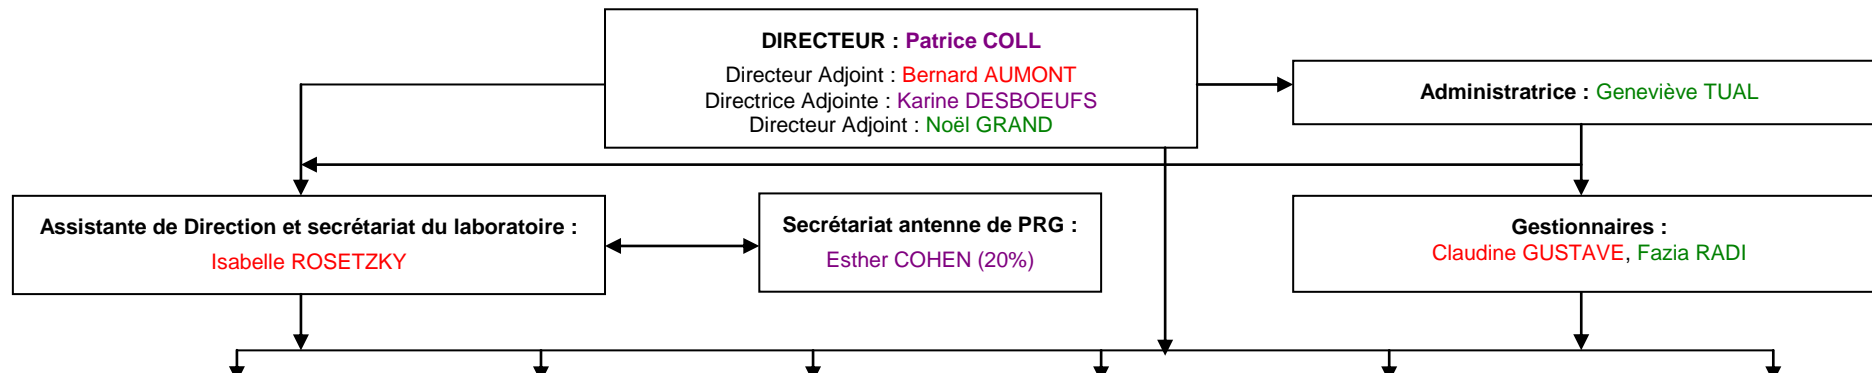 DIRECTEUR : Patrice COLL
Directeur Adjoint : Bernard AUMONT
Directrice Adjointe : Karine DESBOEUFS
Directeur Adjoint : Noël GRAND
Administratrice : Geneviève TUAL
Assistante de Direction et secrétariat du laboratoire :
Isabelle ROSETZKY
Secrétariat antenne de PRG :
Esther COHEN (20%)
Gestionnaires :
Claudine GUSTAVE, Fazia RADI